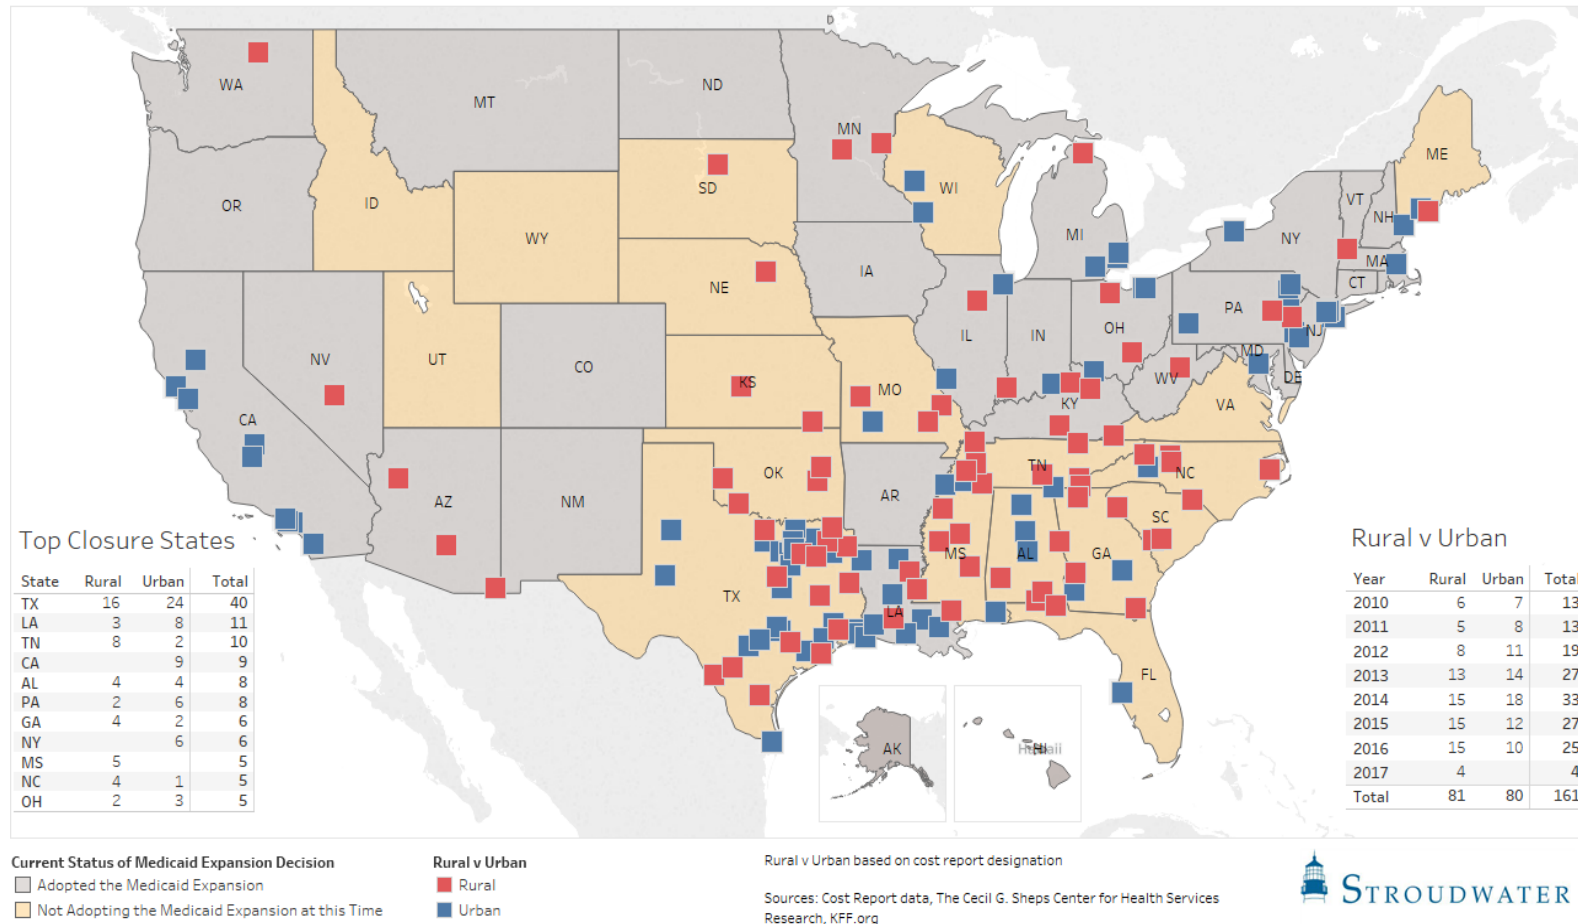 WA
MT
ND
MN
ME
SD
WI
VT
NH
OR
ID
WY
MI
NY
MA
CT
IA
NE
PA
NJ
OH
IL
IN
MD
DE
NV
UT
CO
KS
MO
WV
KY
VA
CA
OK
TN
NC
AZ
NM
AR
SC
MS
AL
GA
TX
LA
FL
AK
Top Closure States
State Rural Urban Total
TX 16 24 40
LA 3 8 11
TN 8 2 10
CA 9 9
AL 4 4 8
PA 2 6 8
GA 4 2 6
NY 6 6
MS 5 5
NC 4 1 5
OH 2 3 5
Rural v Urban
Year Rural Urban Total
2010 6 7 13
2011 5 8 13
2012 8 11 19
2013 13 14 27
2014 15 18 33
2015 15 12 27
2016 15 10 25
2017 4 4
Total 81 80 161
Current Status of Medicaid Expansion Decision
Adopted the Medicaid Expansion
Not Adopting the Medicaid Expansion at this Time
Rural v Urban
Rural
Urban
Rural v Urban based on cost report designation
Sources: Cost Report data, The Cecil G. Sheps Center for Health Services
Research, KFF.org
STROUDWATER